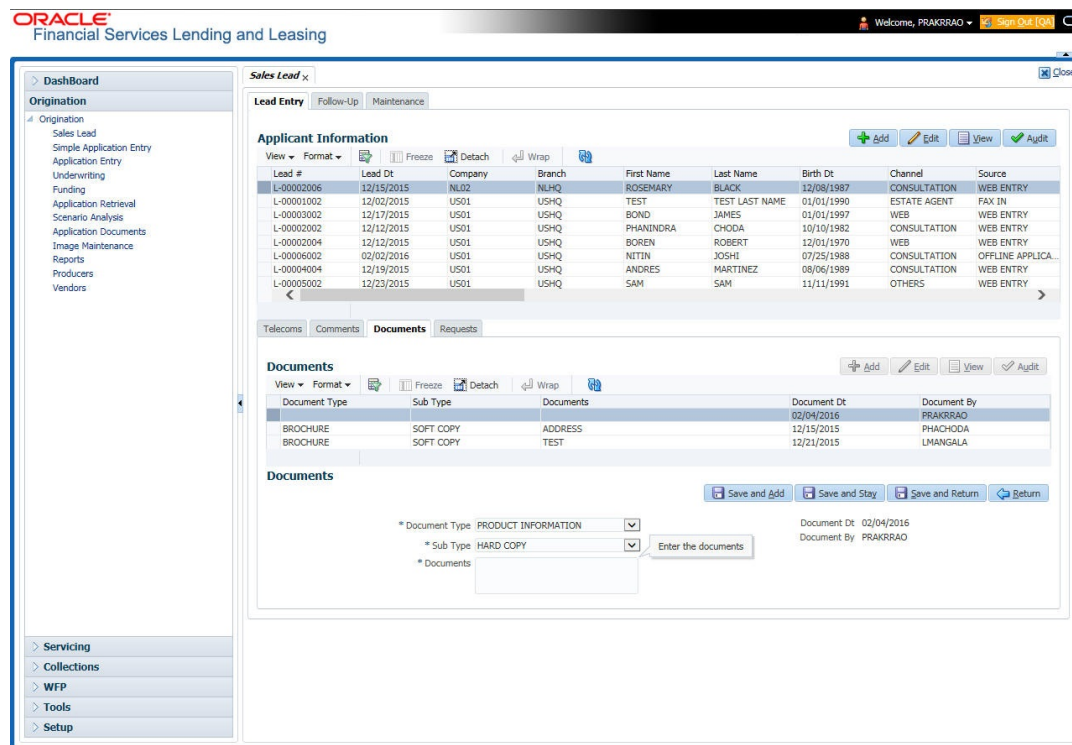 ORACLE®
Financial Services Lending and Leasing
Welcome, PRAKRRAO Sign Out [QA]
DashBoard
Origination
Origination
Sales Lead
Simple Application Entry
Application Entry
Underwriting
Funding
Application Retrieval
Scenario Analysis
Application Documents
Image Maintenance
Reports
Producers
Vendors
Servicing
Collections
WFP
Tools
Setup
Sales Lead x
Close
Lead Entry Follow-Up Maintenance
Applicant Information
Add Edit View Audit
View Format Freeze Detach Wrap
Lead # Lead Dt Company Branch First Name Last Name Birth Dt Channel Source
L-00002006 12/15/2015 NL02 NLHQ ROSEMARY BLACK 12/08/1987 CONSULTATION WEB ENTRY
L-00001002 12/02/2015 US01 USHQ TEST TEST LAST NAME 01/01/1990 ESTATE AGENT FAX IN
L-00003002 12/17/2015 US01 USHQ BOND JAMES 01/01/1997 WEB WEB ENTRY
L-00002002 12/12/2015 US01 USHQ PHANINDRA CHODA 10/10/1982 CONSULTATION WEB ENTRY
L-00002004 12/12/2015 US01 USHQ BOREN ROBERT 12/01/1970 WEB WEB ENTRY
L-00006002 02/02/2016 US01 USHQ NITIN JOSHI 07/25/1988 CONSULTATION OFFLINE APPLICA...
L-00004004 12/19/2015 US01 USHQ ANDRES MARTINEZ 08/06/1989 CONSULTATION WEB ENTRY
L-00005002 12/23/2015 US01 USHQ SAM SAM 11/11/1991 OTHERS WEB ENTRY
Telecoms Comments Documents Requests
Documents
Add Edit View Audit
View Format Freeze Detach Wrap
Document Type Sub Type Documents Document Dt Document By
02/04/2016 PRAKRRAO
BROCHURE SOFT COPY ADDRESS 12/15/2015 PHACHODA
BROCHURE SOFT COPY TEST 12/21/2015 LMANGALA
Documents
Save and Add Save and Stay Save and Return Return
* Document Type PRODUCT INFORMATION Document Dt 02/04/2016
* Sub Type HARD COPY Enter the documents Document By PRAKRRAO
* Documents